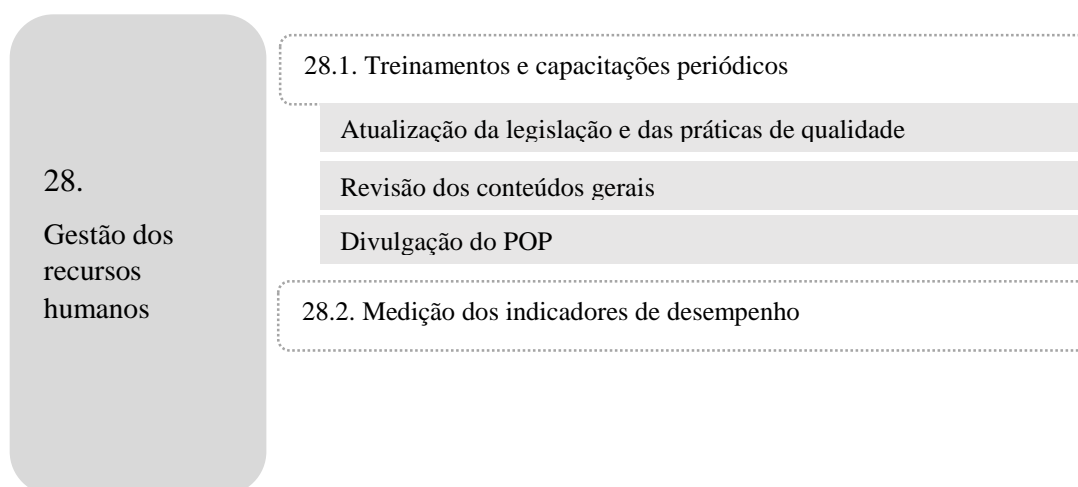 28.
Gestão dos
recursos
humanos
28.1. Treinamentos e capacitações periódicos
Atualização da legislação e das práticas de qualidade
Revisão dos conteúdos gerais
Divulgação do POP
28.2. Medição dos indicadores de desempenho